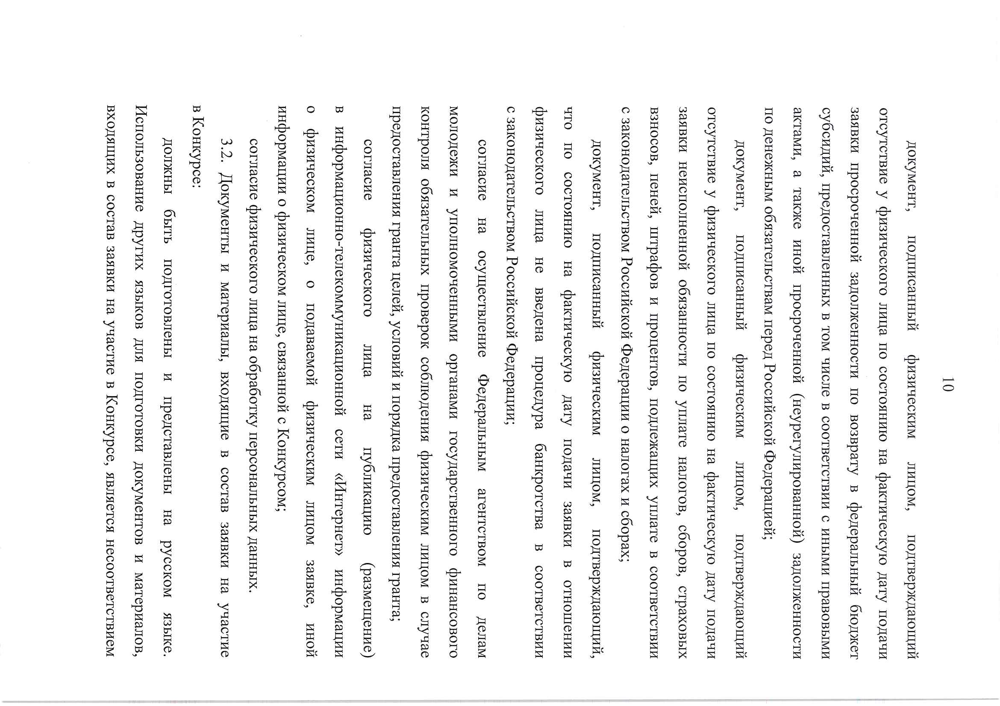 10
документ, подписанный физическим лицом, подтверждающий
отсутствие у физического лица по состоянию на фактическую дату подачи
заявки просроченной задолженности по возврату в федеральный бюджет
субсидий, предоставленных в том числе в соответствии с иными правовыми
актами, а также иной просроченной (неурегулированной) задолженности
по денежным обязательствам перед Российской Федерацией;
документ, подписанный физическим лицом, подтверждающий
отсутствие у физического лица по состоянию на фактическую дату подачи
заявки неисполненной обязанности по уплате налогов, сборов, страховых
взносов, пеней, штрафов и процентов, подлежащих уплате в соответствии
с законодательством Российской Федерации о налогах и сборах;
документ, подписанный физическим лицом, подтверждающий,
что по состоянию на фактическую дату подачи заявки в отношении
физического лица не введена процедура банкротства в соответствии
с законодательством Российской Федерации;
согласие на осуществление Федеральным агентством по делам
молодежи и уполномоченными органами государственного финансового
контроля обязательных проверок соблюдения физическим лицом в случае
предоставления гранта целей, условий и порядка предоставления гранта;
согласие физического лица на публикацию (размещение)
в информационно-телекоммуникационной сети «Интернет» информации
о физическом лице, о подаваемой физическим лицом заявке, иной
информации о физическом лице, связанной с Конкурсом;
согласие физического лица на обработку персональных данных.
3.2. Документы и материалы, входящие в состав заявки на участие
в Конкурсе:
должны быть подготовлены и представлены на русском языке.
Использование других языков для подготовки документов и материалов,
входящих в состав заявки на участие в Конкурсе, является несоответствием